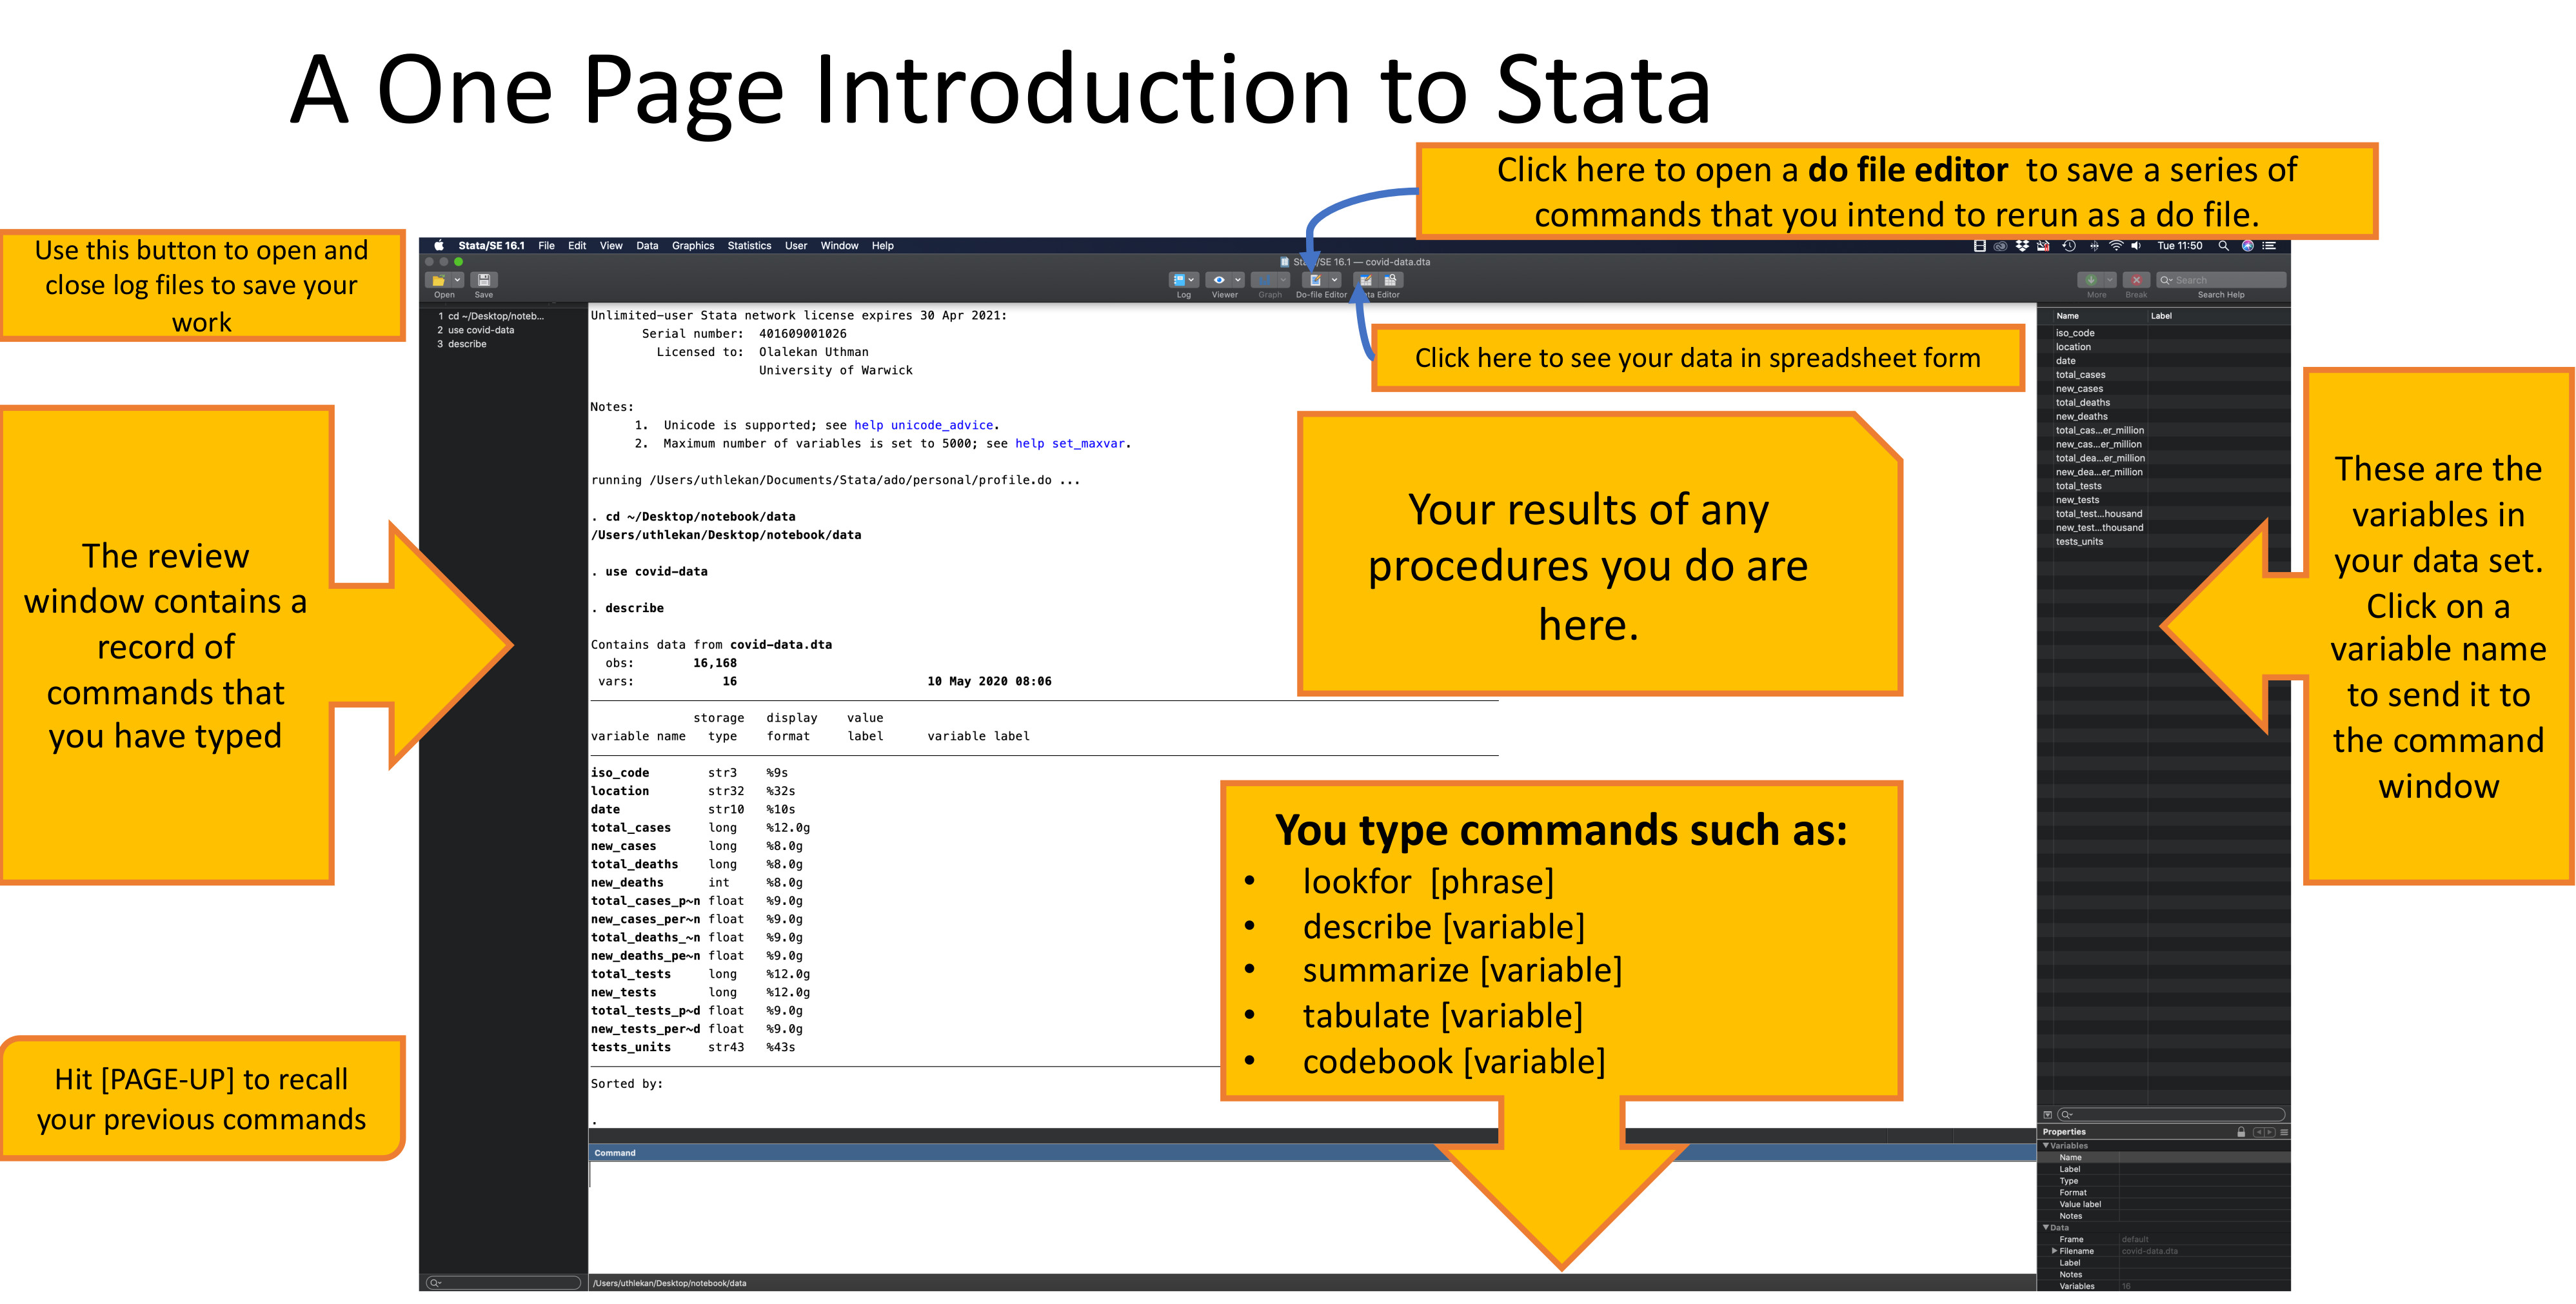 A One Page Introduction to Stata
Click here to open a do file editor to save a series of
commands that you intend to rerun as a do file.
Use this button to open and
close log files to save your
work
Stata/SE 16.1 File Edit View Data Graphics Statistics User Window Help
Tue 11:50
SE 16.1 — covid-data.dta
Open Save
Log Viewer Graph Do-file Editor Editor
More Break Search Help
Search
1 cd ~/Desktop/noteb...
2 use covid-data
3 describe
Unlimited-user Stata network license expires 30 Apr 2021:
Serial number: 401609001026
Licensed to: Olalekan Uthman
University of Warwick
Notes:
1. Unicode is supported; see help unicode_advice.
2. Maximum number of variables is set to 5000; see help set_maxvar.
running /Users/uthlekan/Documents/Stata/ado/personal/profile.do ...
. cd ~/Desktop/notebook/data
/Users/uthlekan/Desktop/notebook/data
. use covid-data
. describe
Contains data from covid-data.dta
obs: 16,168
vars: 16 10 May 2020 08:06
storage display value
variable name type format label variable label
iso_code str3 %9s
location str32 %32s
date str10 %10s
total_cases long %12.0g
new_cases long %8.0g
total_deaths long %8.0g
new_deaths int %8.0g
total_cases_p~n float %9.0g
new_cases_per~n float %9.0g
total_deaths_~n float %9.0g
new_deaths_pe~n float %9.0g
total_tests long %12.0g
new_tests long %12.0g
total_tests_p~d float %9.0g
new_tests_per~d float %9.0g
tests_units str43 %43s
Sorted by:
.
Command
/Users/uthlekan/Desktop/notebook/data
Click here to see your data in spreadsheet form
The review
window contains a
record of
commands that
you have typed
Your results of any
procedures you do are
here.
You type commands such as:
• lookfor [phrase]
• describe [variable]
• summarize [variable]
• tabulate [variable]
• codebook [variable]
Hit [PAGE-UP] to recall
your previous commands
Name Label
iso_code
location
date
total_cases
new_cases
total_deaths
new_deaths
total_cas...er_million
new_cas...er_million
total_dea...er_million
new_dea...er_million
total_tests
new_tests
total_test...housand
new_test...thousand
tests_units
These are the
variables in
your data set.
Click on a
variable name
to send it to
the command
window
Properties
Variables
Name
Label
Type
Format
Value label
Notes
Data
Frame default
Filename covid-data.dta
Label
Notes
Variables 16